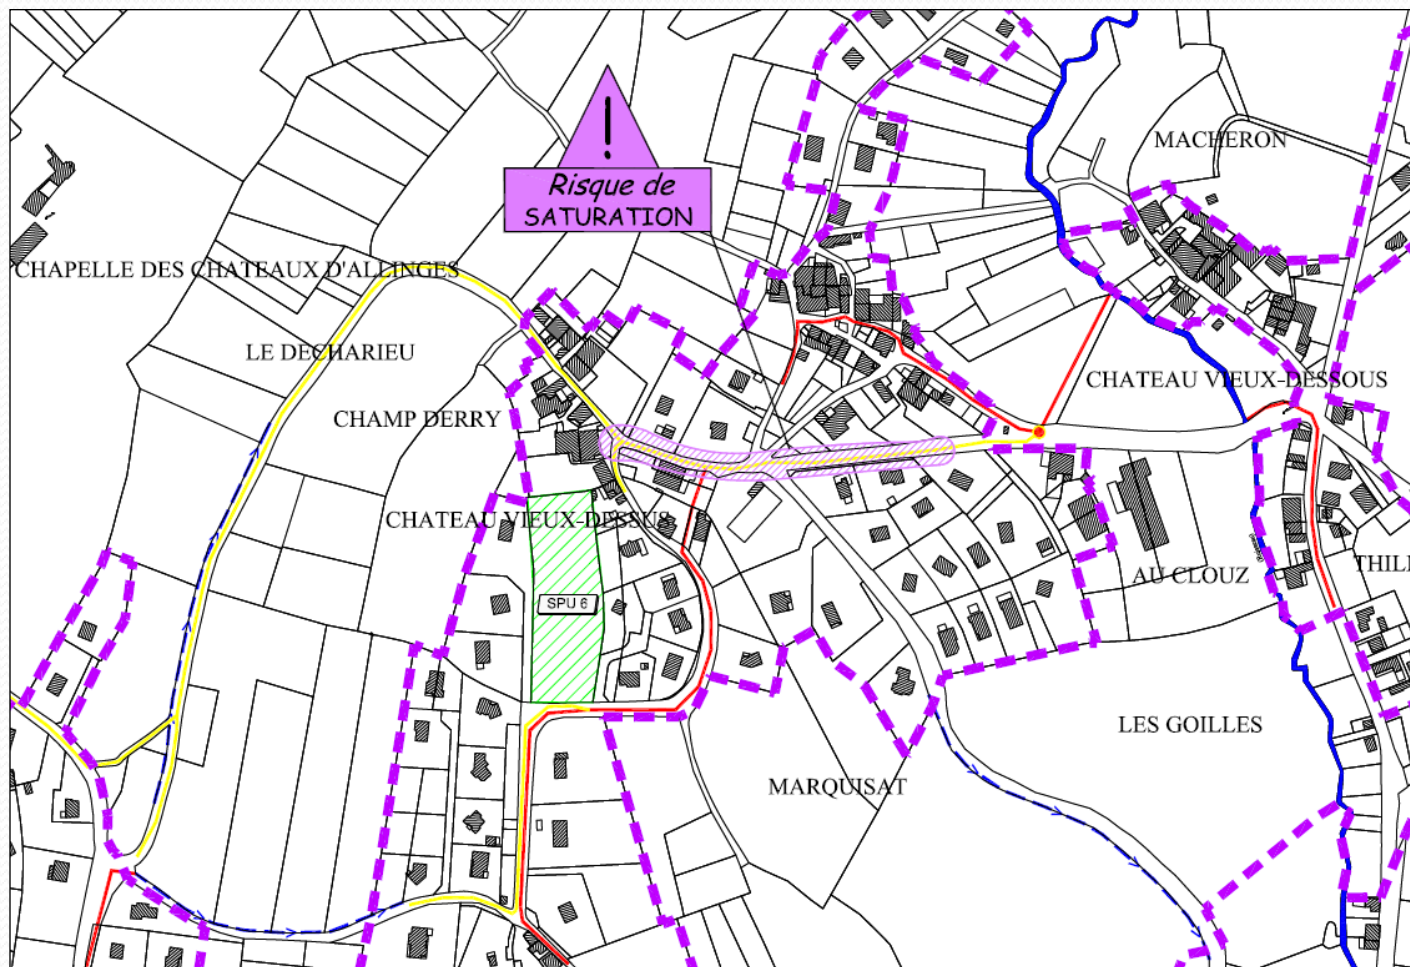 MACHERON
!
Risque de
SATURATION
CHAPELLE DES CHATEAUX D'ALLINGES
LE DECHARIEU
CHATEAU VIEUX-DESSOUS
CHAMP DERRY
CHATEAU VIEUX-DESSUS
AU CLOUZ
THILL
SPU 6
LES GOILLES
MARQUISAT